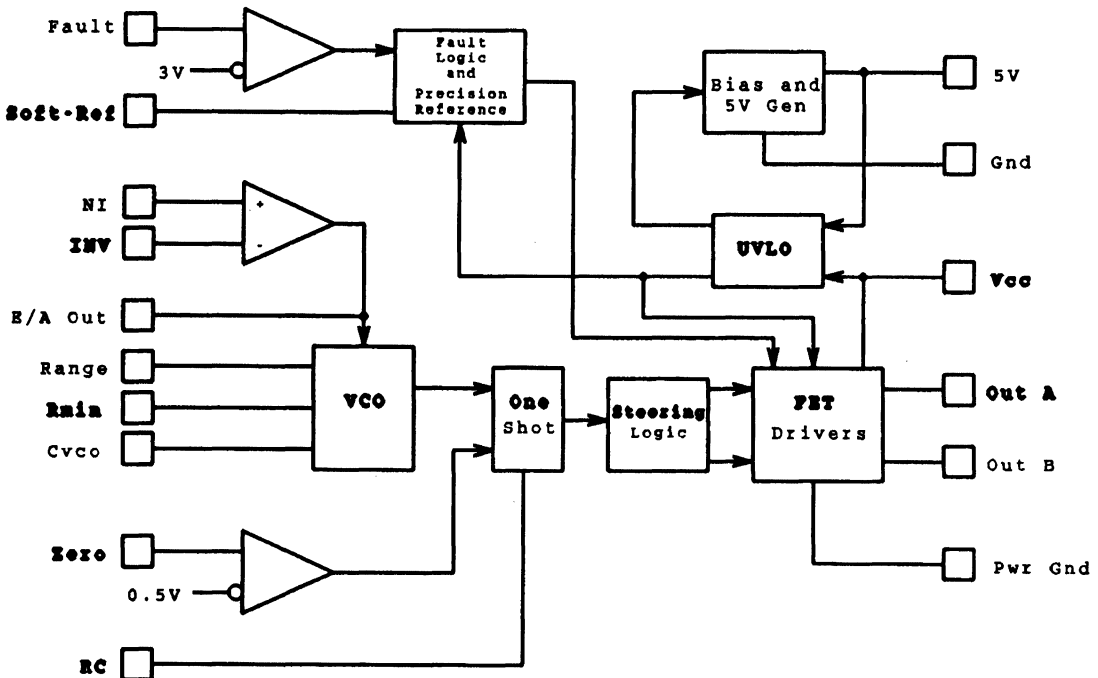 Fault
3V
Soft-Ref
Fault
Logic
and
Precision
Reference
Bias and
5V Gen
5V
Gnd
NI
+
INV
-
UVLO
Vcc
E/A Out
Range
Rmin
Cvco
VCO
One
Shot
Steering
Logic
FET
Drivers
Out A
Out B
Zero
0.5V
Pwr Gnd
RC